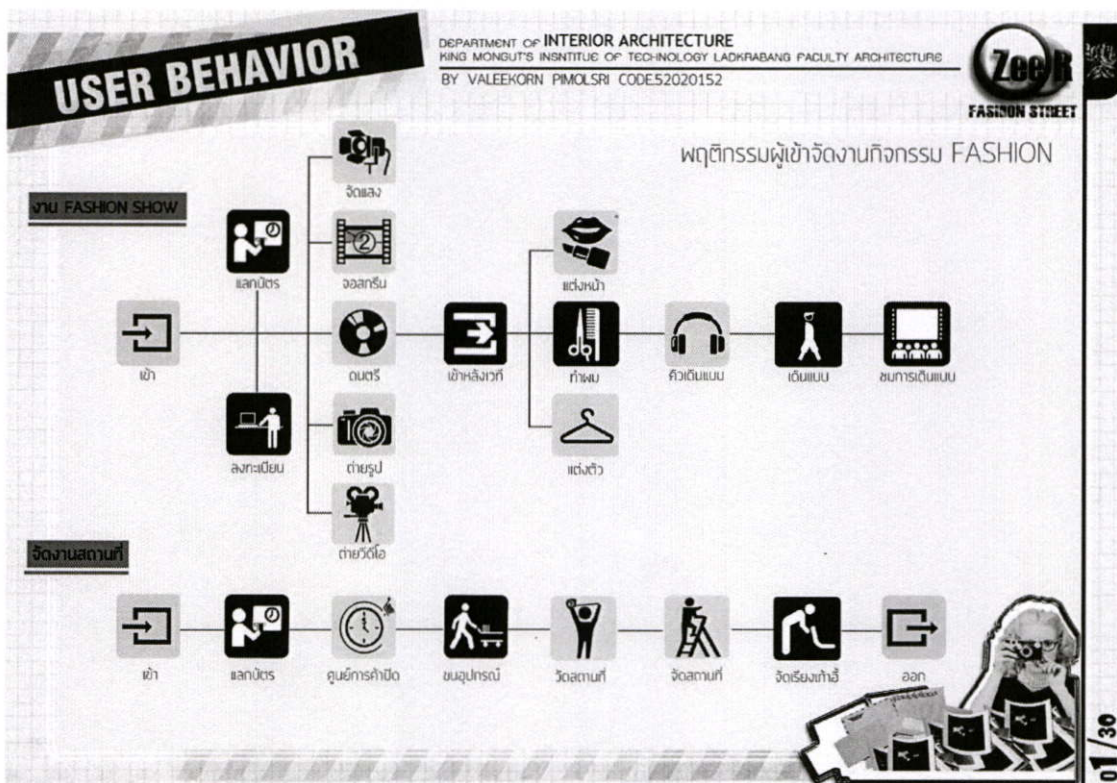 USER BEHAVIOR
DEPARTMENT OF INTERIOR ARCHITECTURE
KING MONGUT'S INSNTITUE OF TECHNOLOGY LADKRABANG FACULTY ARCHITECTURE
BY VALEEKORN PIMOLSRI CODE.52020152
Zee R
FASHION STREET
พฤติกรรมผู้เข้าจัดงานกิจกรรม FASHION
งาน FASHION SHOW
จัดแสง
แลกบัตร
2
จอสกรีน
แต่งหน้า
เข้า
ดนตรี
เข้าหลังเวที
ทำผม
คิวเดินแบบ
เดินแบบ
ชมการเดินแบบ
ลงทะเบียน
ถ่ายรูป
แต่งตัว
ถ่ายวิดีโอ
จัดงานสถานที่
เข้า
แลกบัตร
ศูนย์การค้าปิด
ขนอุปกรณ์
วัดสถานที่
จัดสถานที่
จัดเรียงเก้าอี้
ออก
11/30